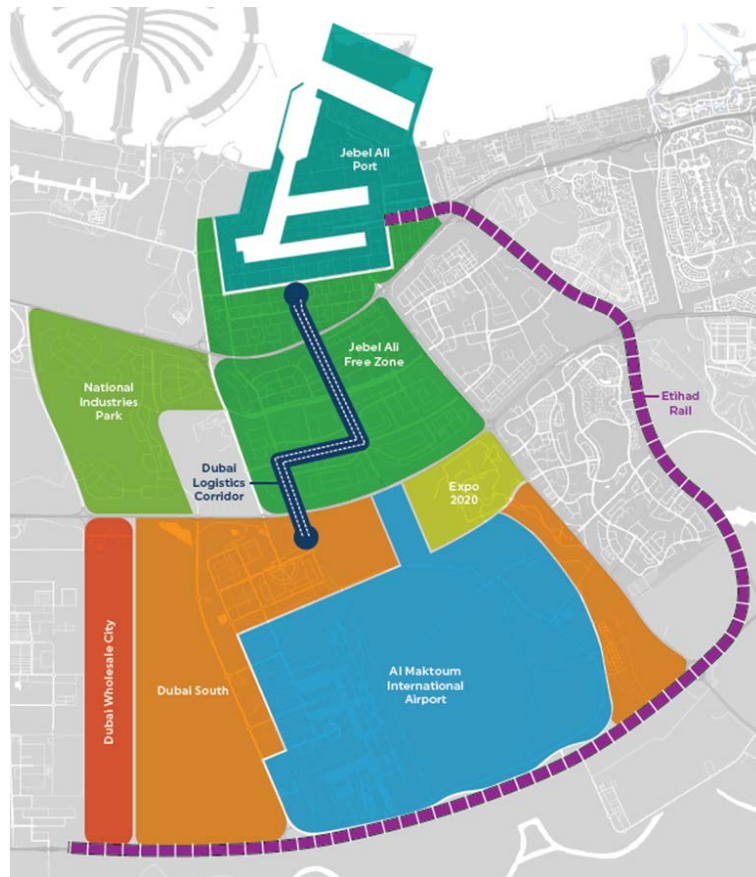 Jebel Ali
Port
Jebel Ali
Free Zone
National
Industries
Park
Etihad
Rail
Dubai
Logistics
Corridor
Expo
2020
Dubai Wholesale City
Dubai South
Al Maktoum
International
Airport